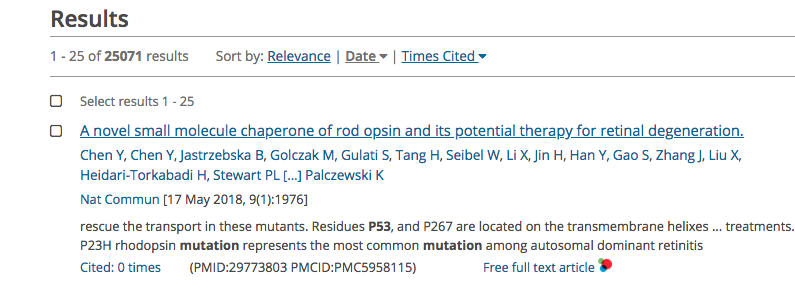 Results
1 - 25 of 25071 results Sort by: Relevance | Date | Times Cited
Select results 1 - 25
A novel small molecule chaperone of rod opsin and its potential therapy for retinal degeneration.
Chen Y, Chen Y, Jastrzebska B, Golczak M, Gulati S, Tang H, Seibel W, Li X, Jin H, Han Y, Gao S, Zhang J, Liu X,
Heidari-Torkabadi H, Stewart PL [...] Palczewski K
Nat Commun [17 May 2018, 9(1):1976]
rescue the transport in these mutants. Residues P53, and P267 are located on the transmembrane helixes ... treatments.
P23H rhodopsin mutation represents the most common mutation among autosomal dominant retinitis
Cited: 0 times (PMID:29773803 PMCID:PMC5958115) Free full text article